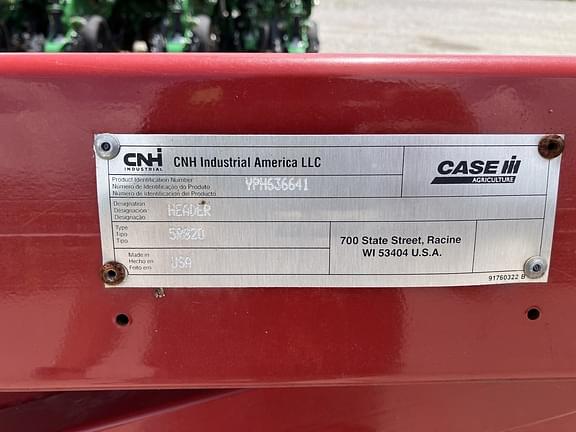 CNH
INDUSTRIAL
CNH Industrial America LLC
CASE IH
AGRICULTURE
Product Identification Number
Número de Identificação do Produto
Número de identificación del Producto
YPH636641
Designation
Designación
Designação
HEADER
Type
Tipo
Tipo
700 State Street, Racine
WI 53404 U.S.A.
Made in
Hecho en
Feito em
USA
91760322 B